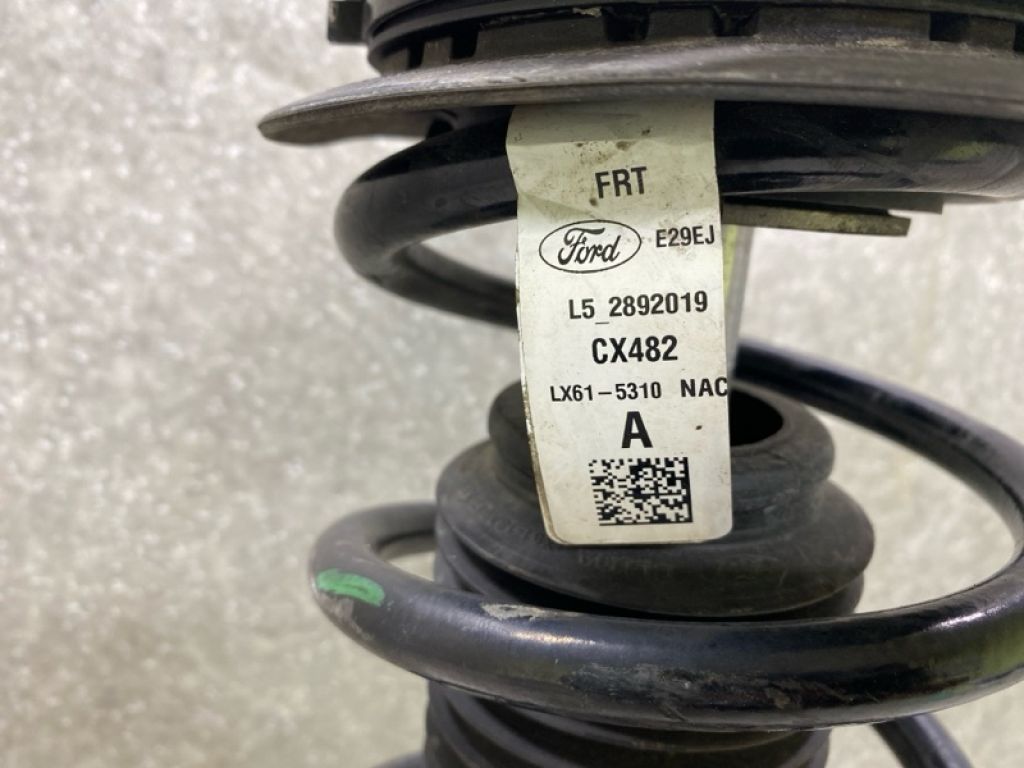 FRT
Ford E29EJ
L5_2892019
CX482
LX61-5310 NAC
A